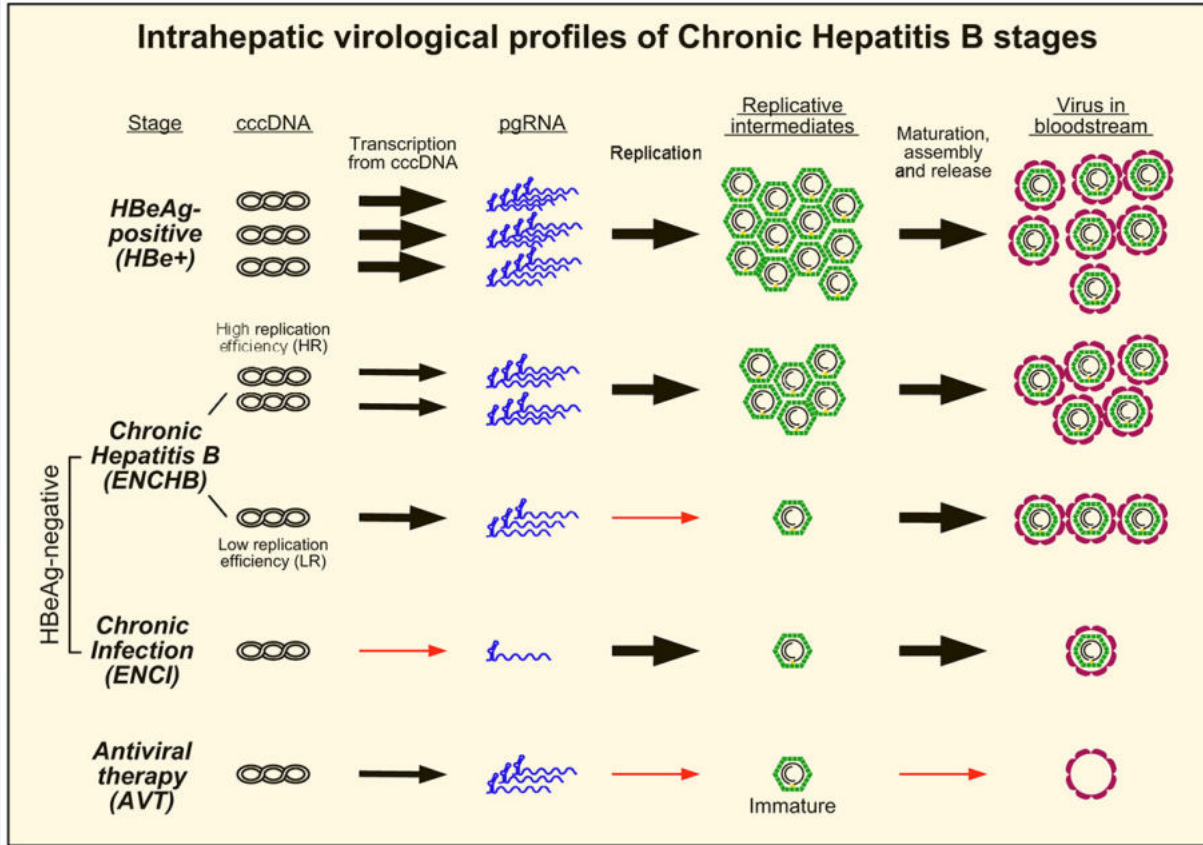 Intrahepatic virological profiles of Chronic Hepatitis B stages
Stage
cccDNA
Transcription
from cccDNA
pgRNA
Replication
Replicative
intermediates
Maturation,
assembly
and release
Virus in
bloodstream
HBeAg-
positive
(HBe+)
High replication
efficiency (HR)
HBeAg-negative
Chronic
Hepatitis B
(ENCHB)
Low replication
efficiency (LR)
Chronic
Infection
(ENCI)
Antiviral
therapy
(AVT)
Immature